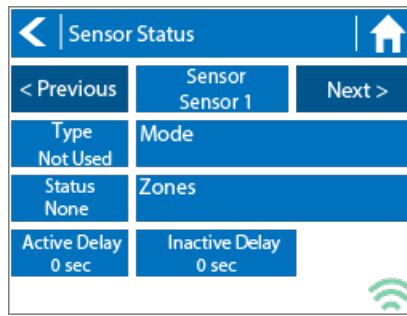 Sensor Status
< Previous
Sensor
Sensor 1
Next >
Type
Not Used
Mode
Status
None
Zones
Active Delay
0 sec
Inactive Delay
0 sec